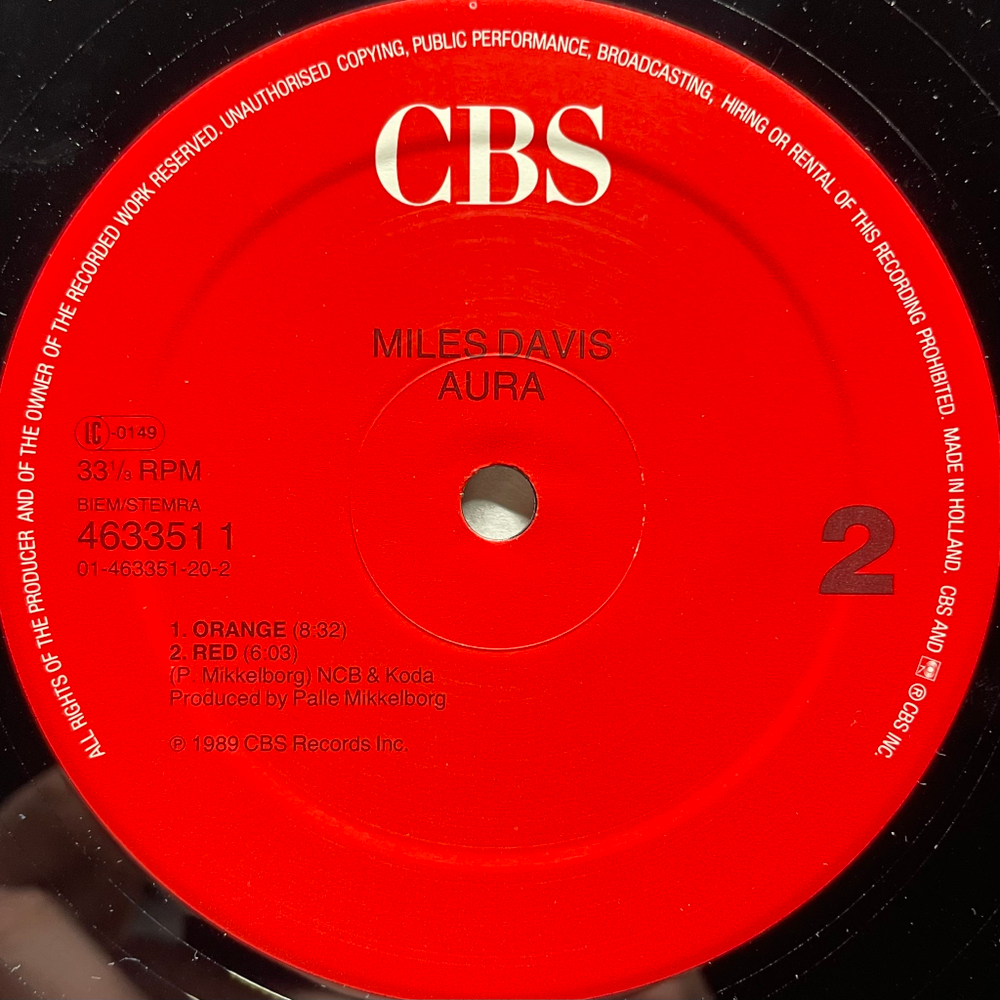 ALL RIGHTS OF THE PRODUCER AND OF THE OWNER OF THE RECORDED WORK RESERVED. UNAUTHORISED COPYING, PUBLIC PERFORMANCE, BROADCASTING, HIRING OR RENTAL OF THIS RECORDING PROHIBITED. MADE IN HOLLAND. CBS AND ® CBS INC.
CBS
MILES DAVIS
AURA
LC-0149
33⅓ RPM
BIEM/STEMRA
463351 1
01-463351-20-2
2
1. ORANGE (8:32)
2. RED (6:03)
(P. Mikkelborg) NCB & Koda
Produced by Palle Mikkelborg
℗ 1989 CBS Records Inc.